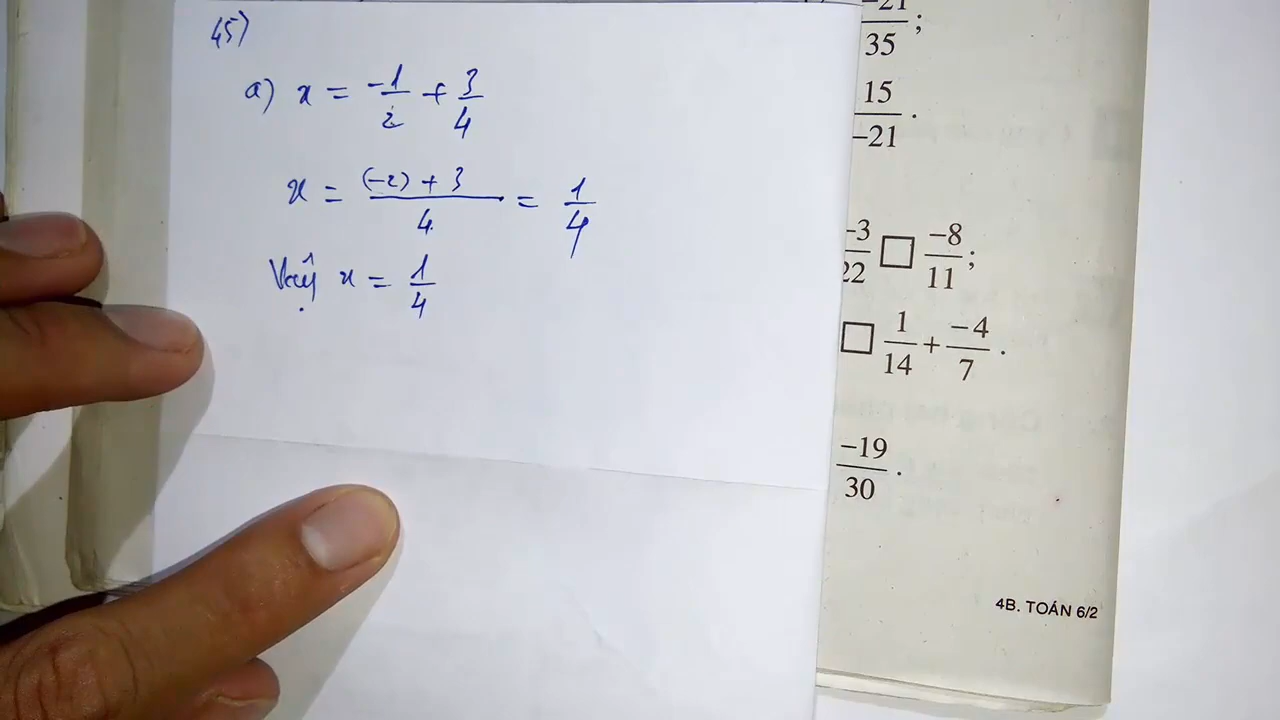 45)
a) x = -1/2 + 3/4
x = ((-2) + 3)/4 = 1/4
Vậy x = 1/4
-21/35 ;
15/-21 .
-3/22 □ -8/11 ;
□ 1/14 + -4/7 .
-19/30 .
4B. TOÁN 6/2